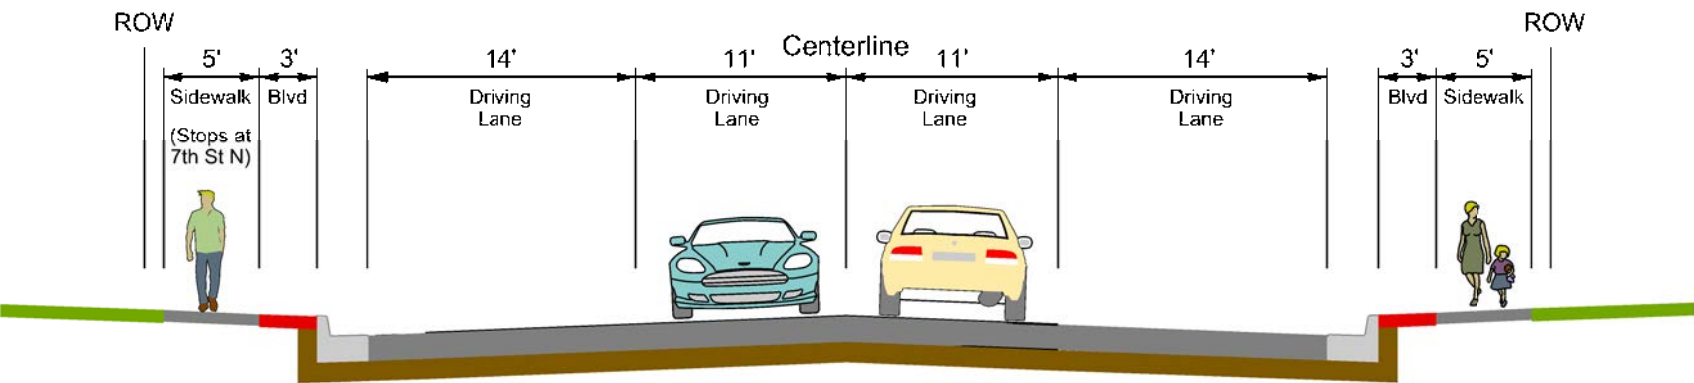 ROW
ROW
Centerline
5'
3'
14'
11'
11'
14'
3'
5'
Sidewalk
Blvd
Driving
Lane
Driving
Lane
Driving
Lane
Driving
Lane
Blvd
Sidewalk
(Stops at
7th St N)